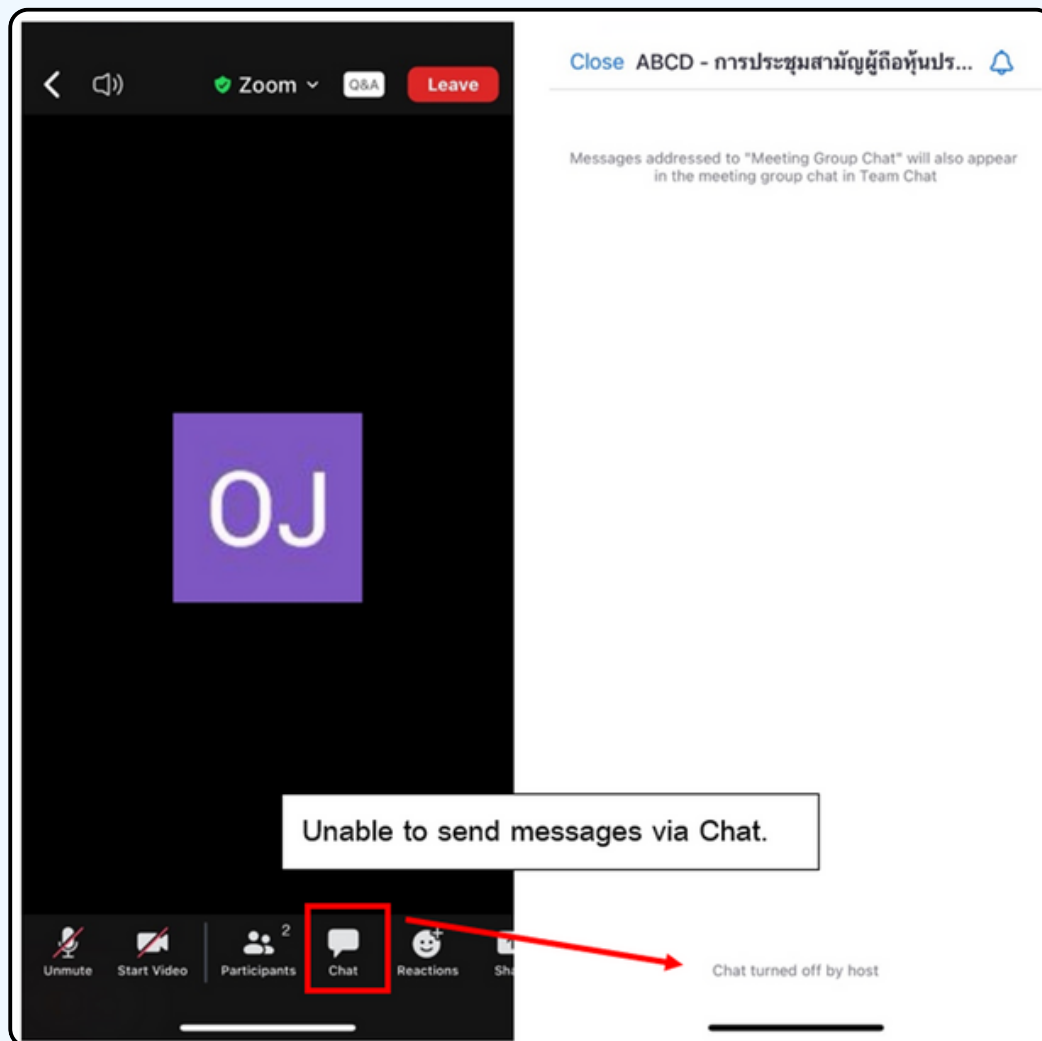 Zoom
Q&A
Leave
OJ
Unmute
Start Video
Participants
2
Chat
Reactions
Sha
Close ABCD - การประชุมสามัญผู้ถือหุ้นปร...
Messages addressed to "Meeting Group Chat" will also appear
in the meeting group chat in Team Chat
Unable to send messages via Chat.
Chat turned off by host